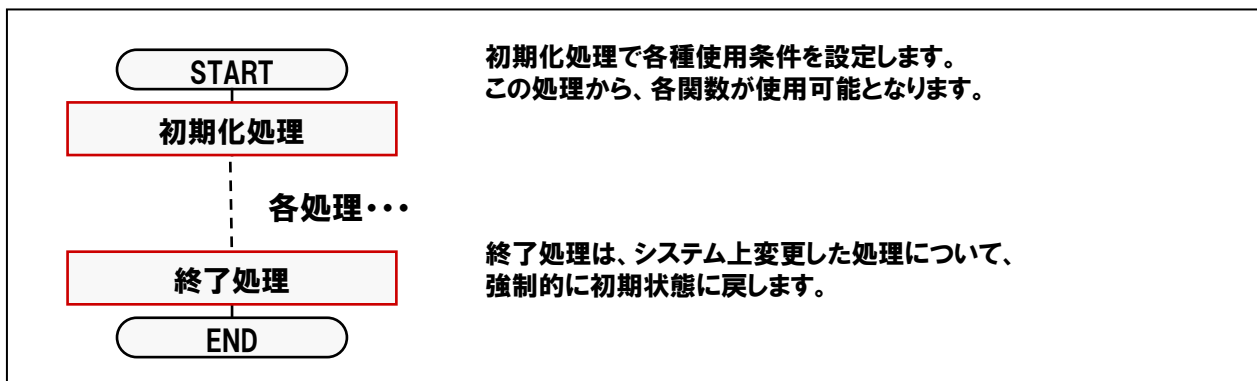 START
初期化処理で各種使用条件を設定します。
この処理から、各関数が使用可能となります。
初期化処理
各処理・・・
終了処理は、システム上変更した処理について、
強制的に初期状態に戻します。
終了処理
END